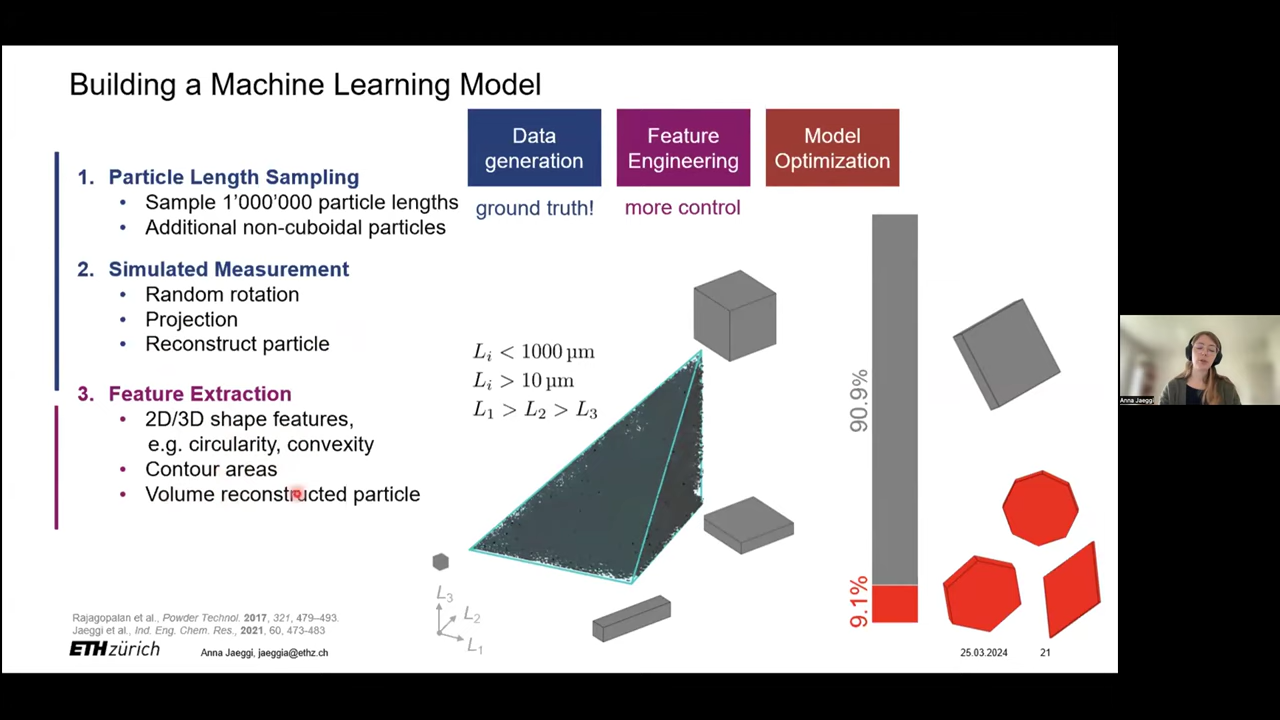 Building a Machine Learning Model
Data
generation
Feature
Engineering
Model
Optimization
ground truth!
more control
1. Particle Length Sampling
• Sample 1’000’000 particle lengths
• Additional non-cuboidal particles
2. Simulated Measurement
• Random rotation
• Projection
• Reconstruct particle
3. Feature Extraction
• 2D/3D shape features,
e.g. circularity, convexity
• Contour areas
• Volume reconstructed particle
Lᵢ < 1000 µm
Lᵢ > 10 µm
L₁ > L₂ > L₃
L₃
L₂
L₁
90.9%
9.1%
Rajagopalan et al., Powder Technol. 2017, 321, 479–493.
Jaeggi et al., Ind. Eng. Chem. Res., 2021, 60, 473-483
ETH zürich
Anna Jaeggi, jaeggia@ethz.ch
25.03.2024
21
Anna Jaeggi